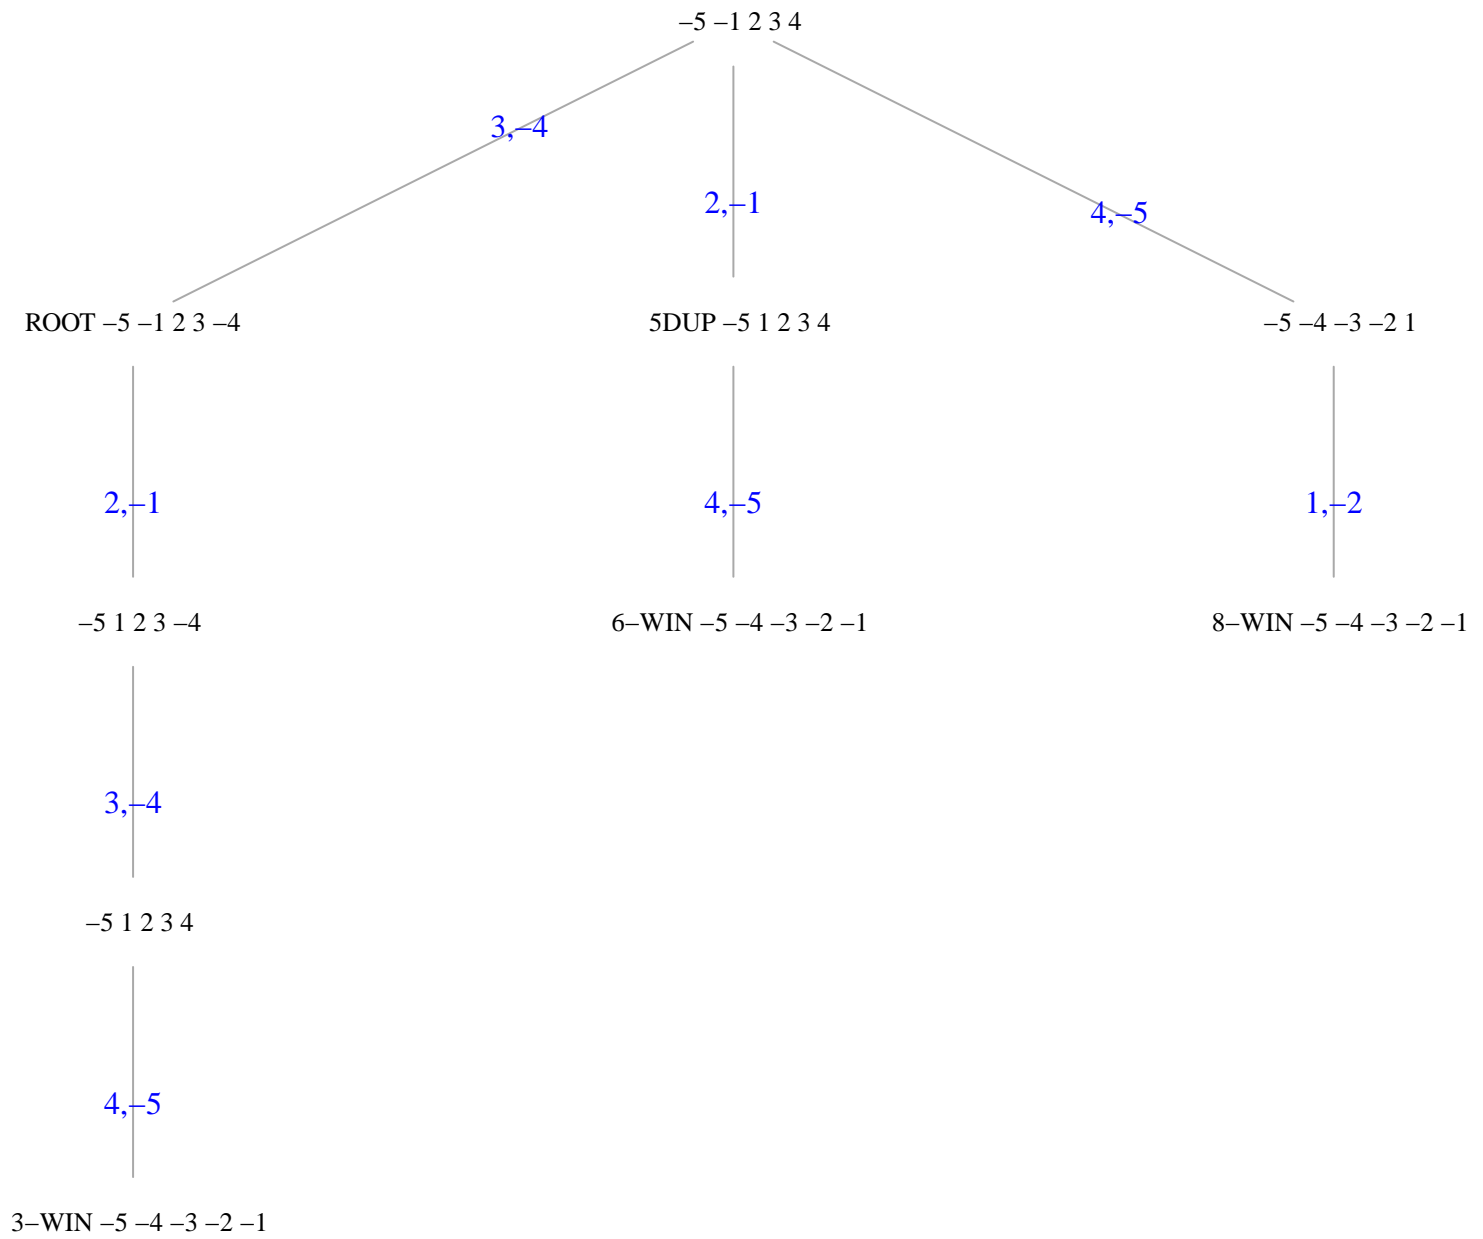 –5 –1 2 3 4
3,–4
2,–1
4,–5
ROOT –5 –1 2 3 –4
5DUP –5 1 2 3 4
–5 –4 –3 –2 1
2,–1
4,–5
1,–2
–5 1 2 3 –4
6–WIN –5 –4 –3 –2 –1
8–WIN –5 –4 –3 –2 –1
3,–4
–5 1 2 3 4
4,–5
3–WIN –5 –4 –3 –2 –1